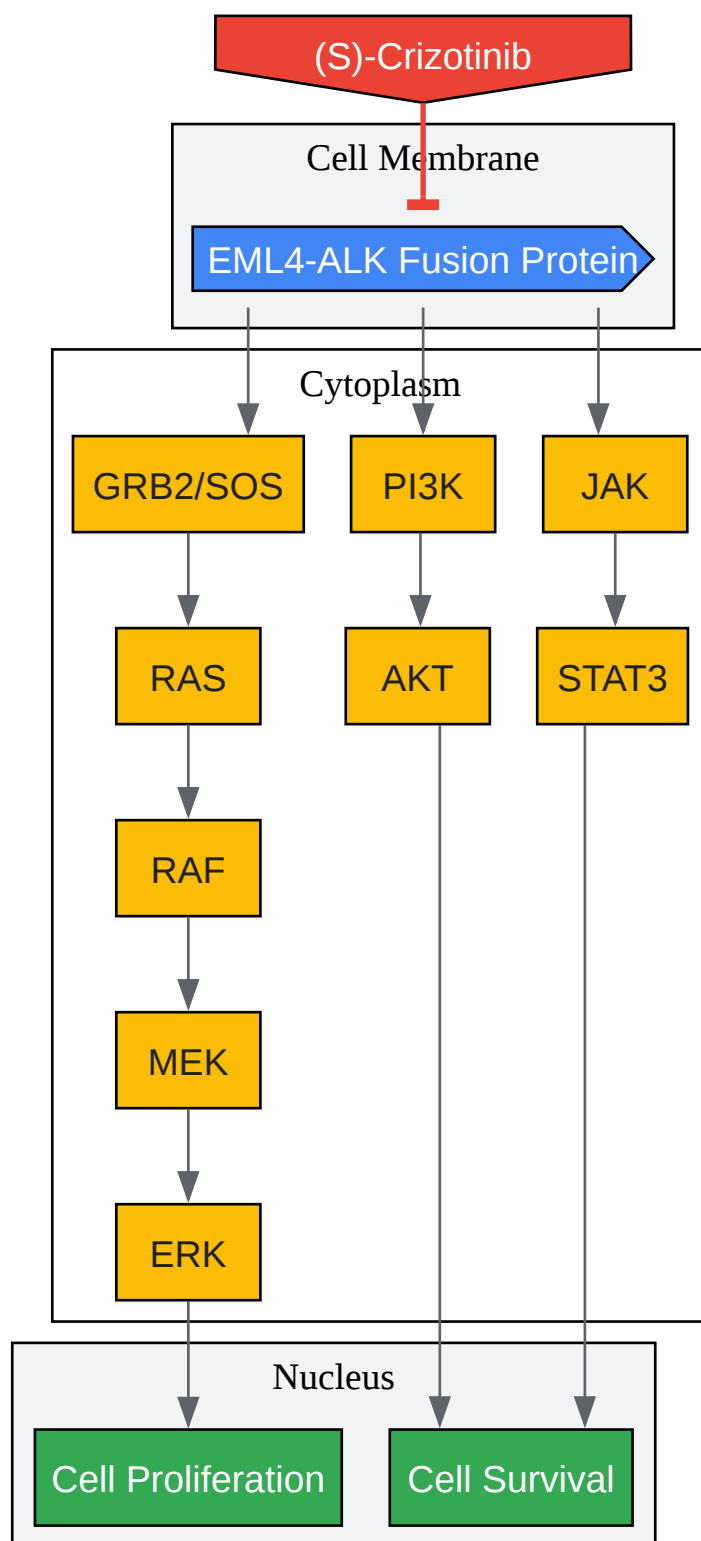 (S)-Crizotinib
Cell Membrane
EML4-ALK Fusion Protein
Cytoplasm
GRB2/SOS
PI3K
JAK
RAS
AKT
STAT3
RAF
MEK
ERK
Nucleus
Cell Proliferation
Cell Survival